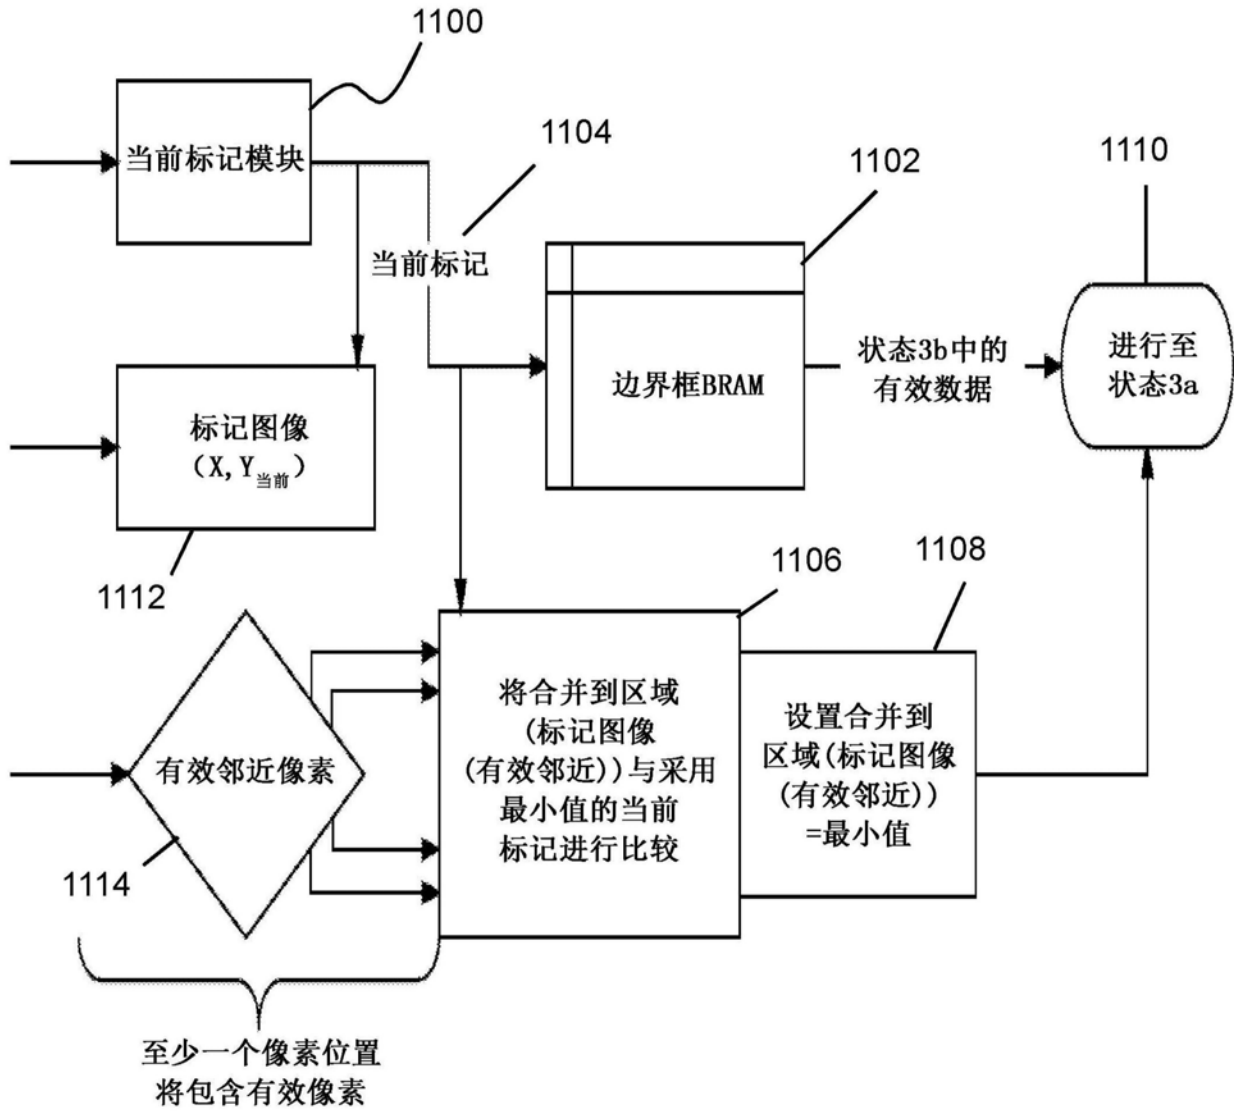 1100
当前标记模块
1104
1102
1110
当前标记
边界框BRAM
状态3b中的
有效数据
进行至
状态3a
标记图像
(X,Y当前)
1112
1106
1108
有效邻近像素
1114
将合并到区域
(标记图像
(有效邻近))与采用
最小值的当前
标记进行比较
设置合并到
区域(标记图像
(有效邻近))
=最小值
至少一个像素位置
将包含有效像素